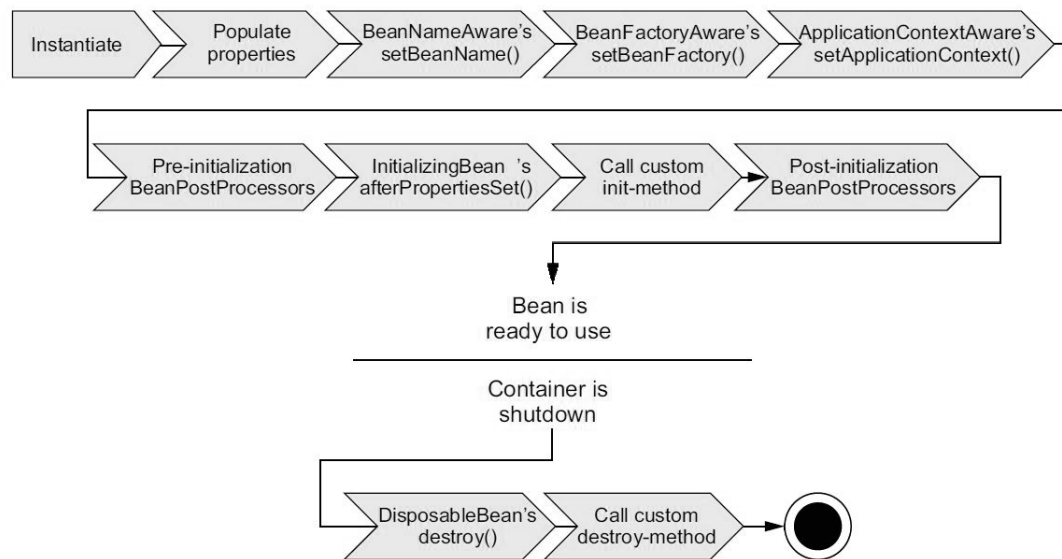 Instantiate
Populate
properties
BeanNameAware's
setBeanName()
BeanFactoryAware's
setBeanFactory()
ApplicationContextAware's
setApplicationContext()
Pre-initialization
BeanPostProcessors
InitializingBean 's
afterPropertiesSet()
Call custom
init-method
Post-initialization
BeanPostProcessors
Bean is
ready to use
Container is
shutdown
DisposableBean's
destroy()
Call custom
destroy-method